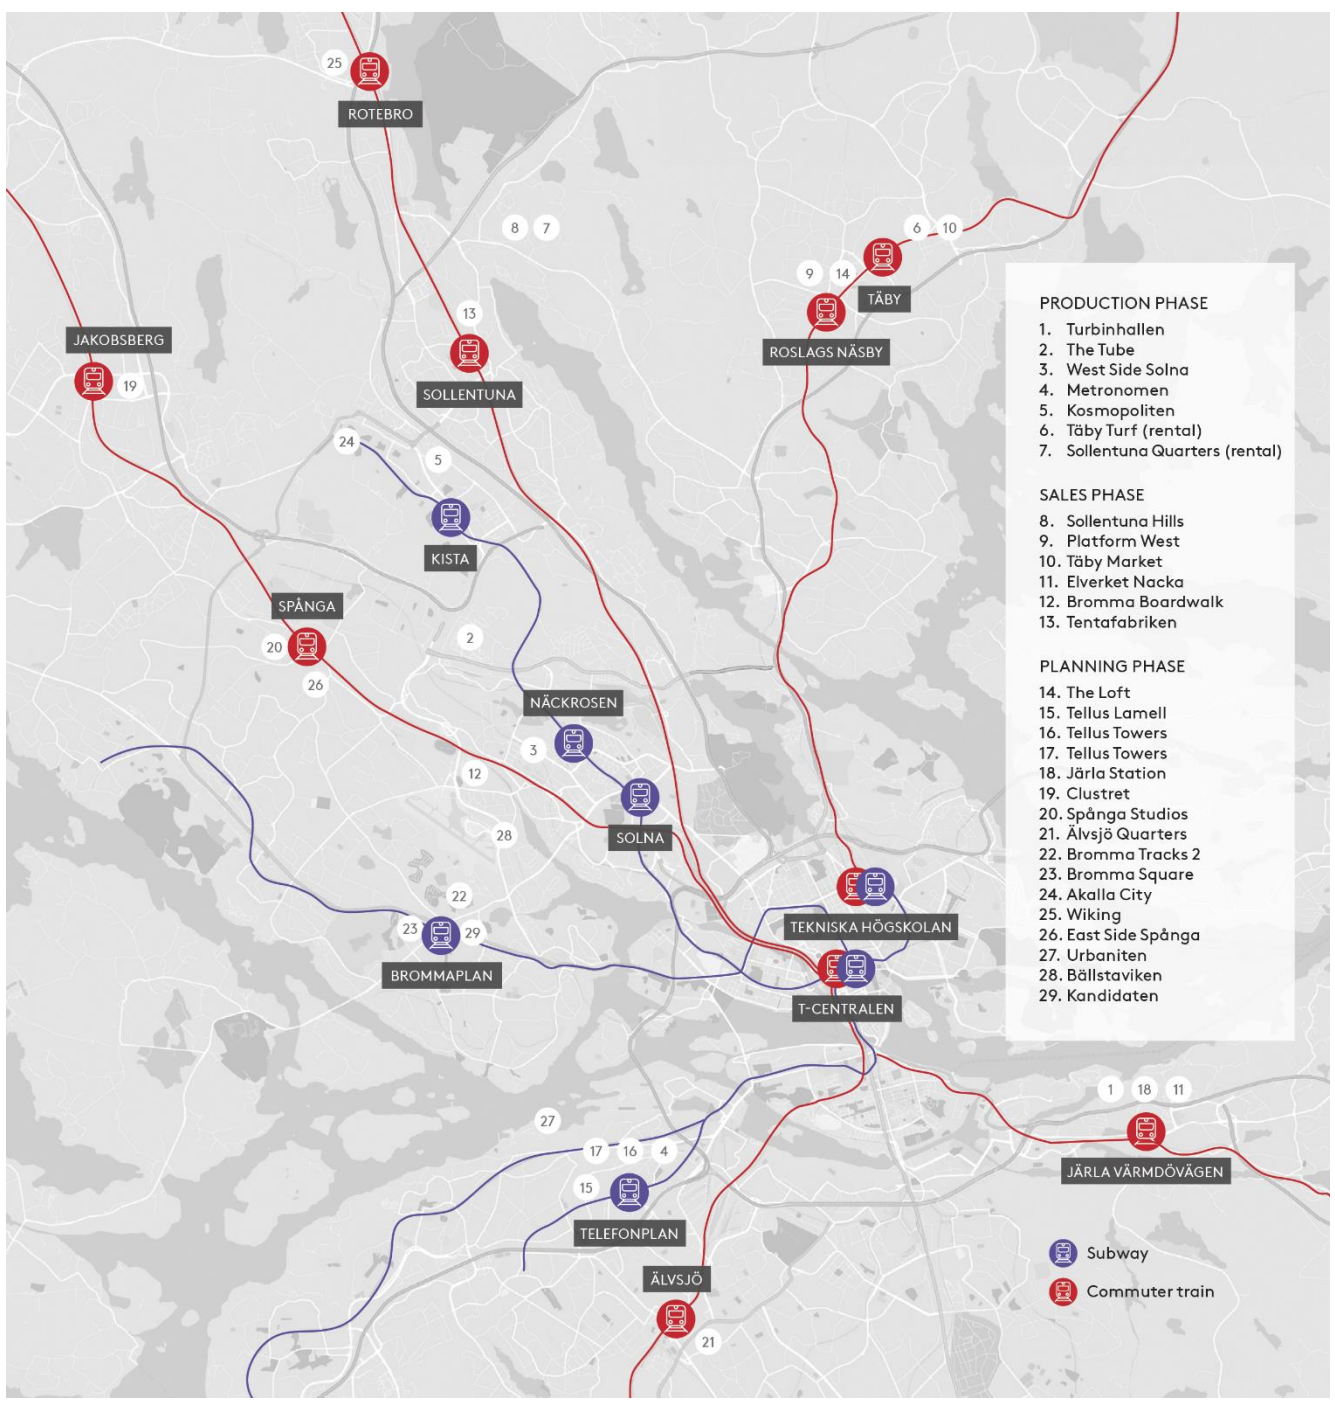 25
ROTEBRO
8
7
6
10
9
14
TÄBY
13
ROSLAGS NÄSBY
JAKOBSBERG
19
SOLLENTUNA
24
5
KISTA
SPÅNGA
20
2
26
NÄCKROSEN
3
12
SOLNA
28
22
23
29
BROMMAPLAN
TEKNISKA HÖGSKOLAN
T-CENTRALEN
1
18
11
JÄRLA VÄRMDÖVÄGEN
27
17
16
4
15
TELEFONPLAN
ÄLVSJÖ
21
PRODUCTION PHASE
1. Turbinhallen
2. The Tube
3. West Side Solna
4. Metronomen
5. Kosmopoliten
6. Täby Turf (rental)
7. Sollentuna Quarters (rental)
SALES PHASE
8. Sollentuna Hills
9. Platform West
10. Täby Market
11. Elverket Nacka
12. Bromma Boardwalk
13. Tentafabriken
PLANNING PHASE
14. The Loft
15. Tellus Lamell
16. Tellus Towers
17. Tellus Towers
18. Järla Station
19. Clustret
20. Spånga Studios
21. Älvsjö Quarters
22. Bromma Tracks 2
23. Bromma Square
24. Akalla City
25. Wiking
26. East Side Spånga
27. Urbaniten
28. Bällstaviken
29. Kandidaten
Subway
Commuter train